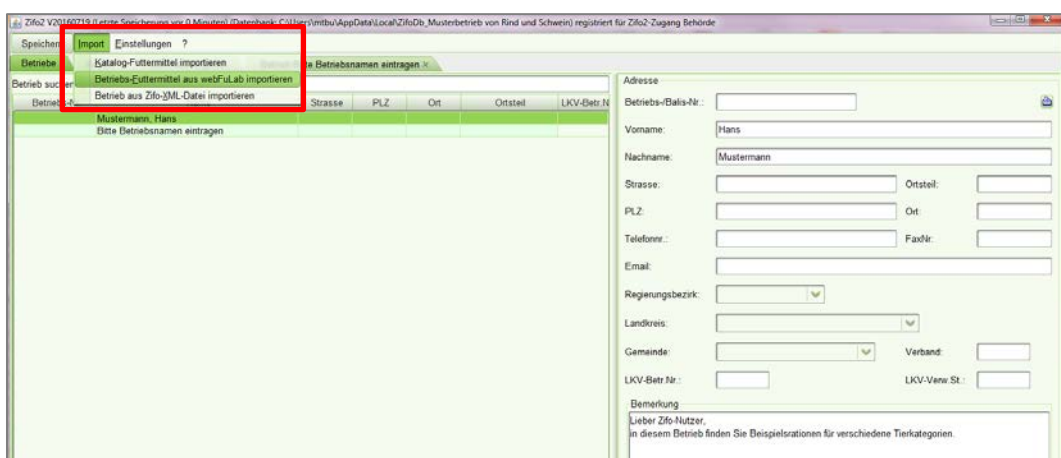 Zifo2 V20160719 (Letzte Speicherung vor 0 Minuten) (Datenbank: C:\Users\mtbu\AppData\Local\ZifoDb_Musterbetrieb von Rind und Schwein) registriert für Zifo2-Zugang Behörde
Speichern Import Einstellungen ?
Katalog-Futtermittel importieren
Betriebs-Futtermittel aus webFuLab importieren
Betrieb aus Zifo-XML-Datei importieren
Betriebe te Betriebsnamen eintragen ×
Betrieb suchen
Betriebs-N Strasse PLZ Ort Ortsteil LKV-Betr.N
Mustermann, Hans
Bitte Betriebsnamen eintragen
Adresse
Betriebs-/Balis-Nr.:
Vorname: Hans
Nachname: Mustermann
Strasse: Ortsteil:
PLZ: Ort:
Telefonnr.: FaxNr:
Email:
Regierungsbezirk:
Landkreis:
Gemeinde: Verband:
LKV-Betr.Nr.: LKV-Verw.St.:
Bemerkung
Lieber Zifo-Nutzer,
in diesem Betrieb finden Sie Beispielsrationen für verschiedene Tierkategorien.